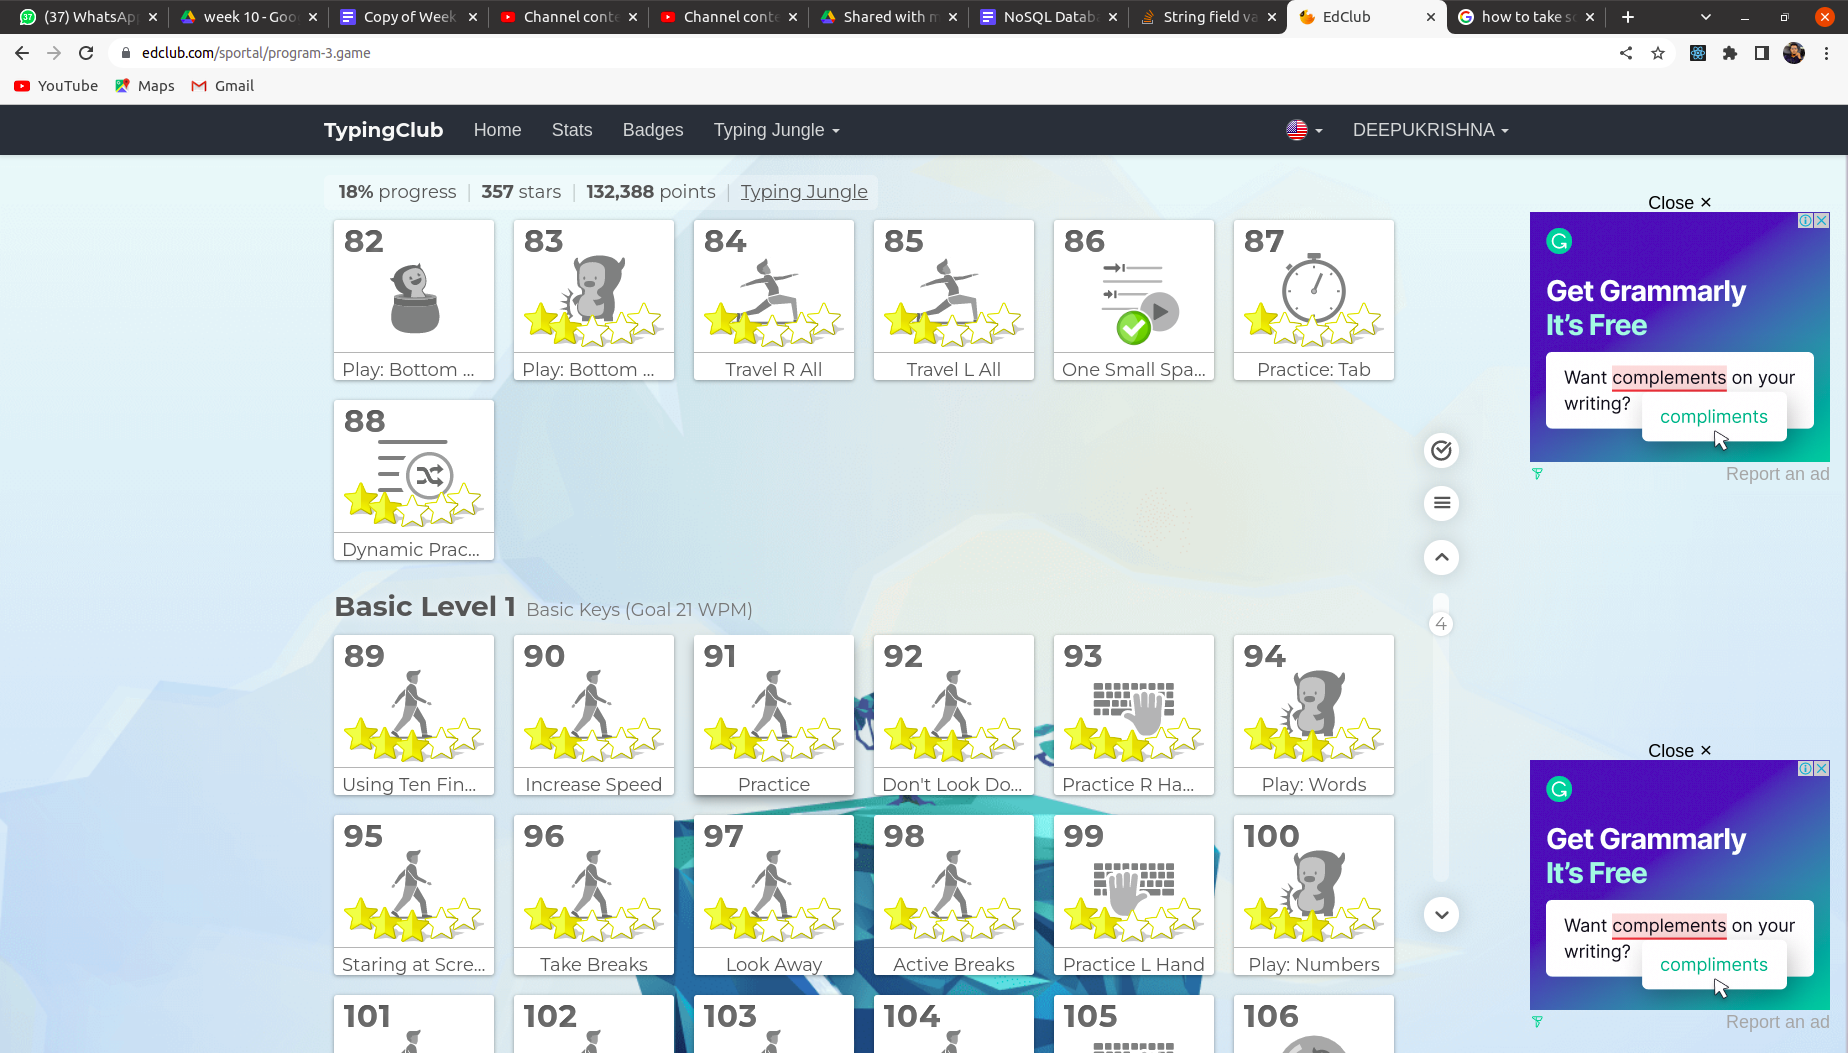 (37) WhatsAp
week 10 - Goo
Copy of Week
Channel conte
Channel conte
Shared with m
NoSQL Datab
String field va
EdClub
how to take sc
edclub.com/sportal/program-3.game
YouTube
Maps
Gmail
TypingClub
Home
Stats
Badges
Typing Jungle
DEEPUKRISHNA
18% progress | 357 stars | 132,388 points | Typing Jungle
82
Play: Bottom ...
83
Play: Bottom ...
84
Travel R All
85
Travel L All
86
One Small Spa...
87
Practice: Tab
88
Dynamic Prac...
Basic Level 1 Basic Keys (Goal 21 WPM)
89
Using Ten Fin...
90
Increase Speed
91
Practice
92
Don't Look Do...
93
Practice R Ha...
94
Play: Words
95
Staring at Scre...
96
Take Breaks
97
Look Away
98
Active Breaks
99
Practice L Hand
100
Play: Numbers
101
102
103
104
105
106
4
Close ×
Get Grammarly
It's Free
Want complements on your
writing?
compliments
Report an ad
Close ×
Get Grammarly
It's Free
Want complements on your
writing?
compliments
Report an ad